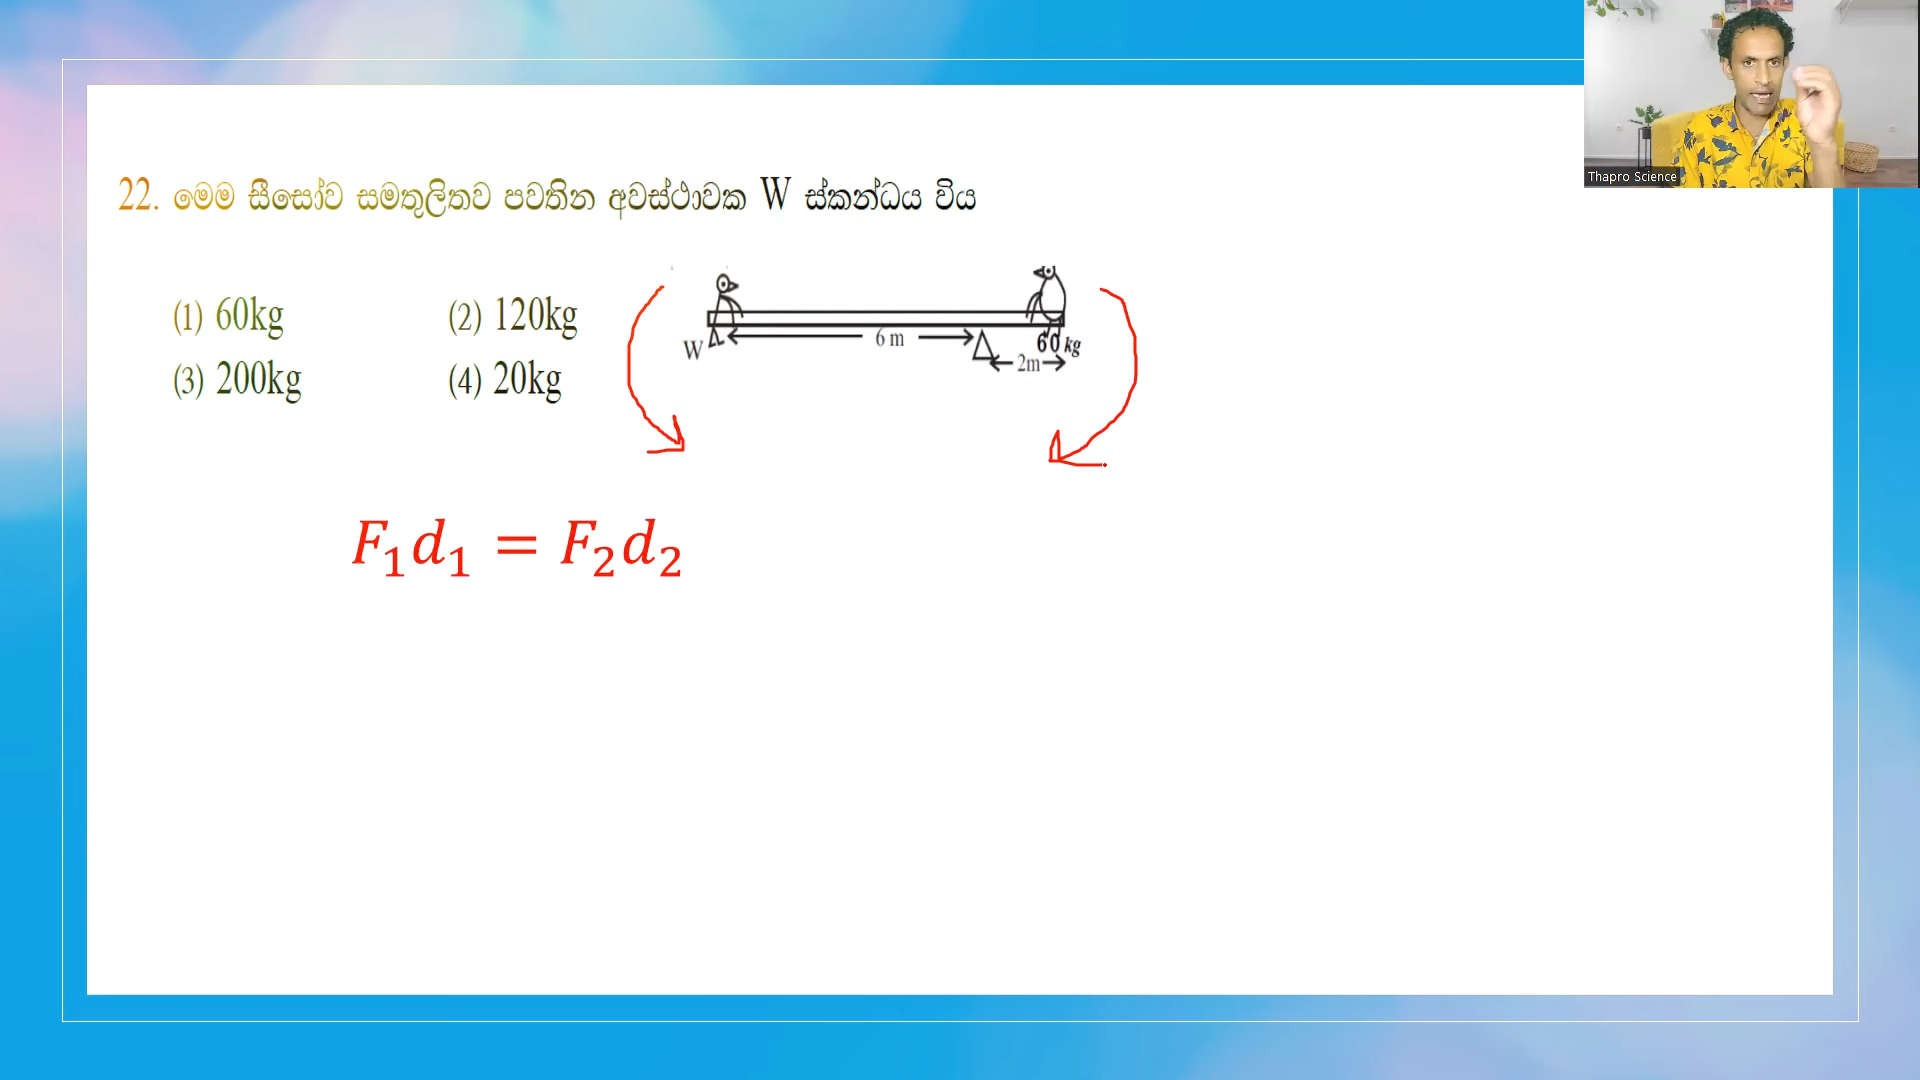 Thapro Science
22. මෙම සීසෝව සමතුලිතව පවතින අවස්ථාවක W ස්කන්ධය විය
(1) 60kg (2) 120kg
(3) 200kg (4) 20kg
W 6 m 60 kg
2m
F₁d₁ = F₂d₂